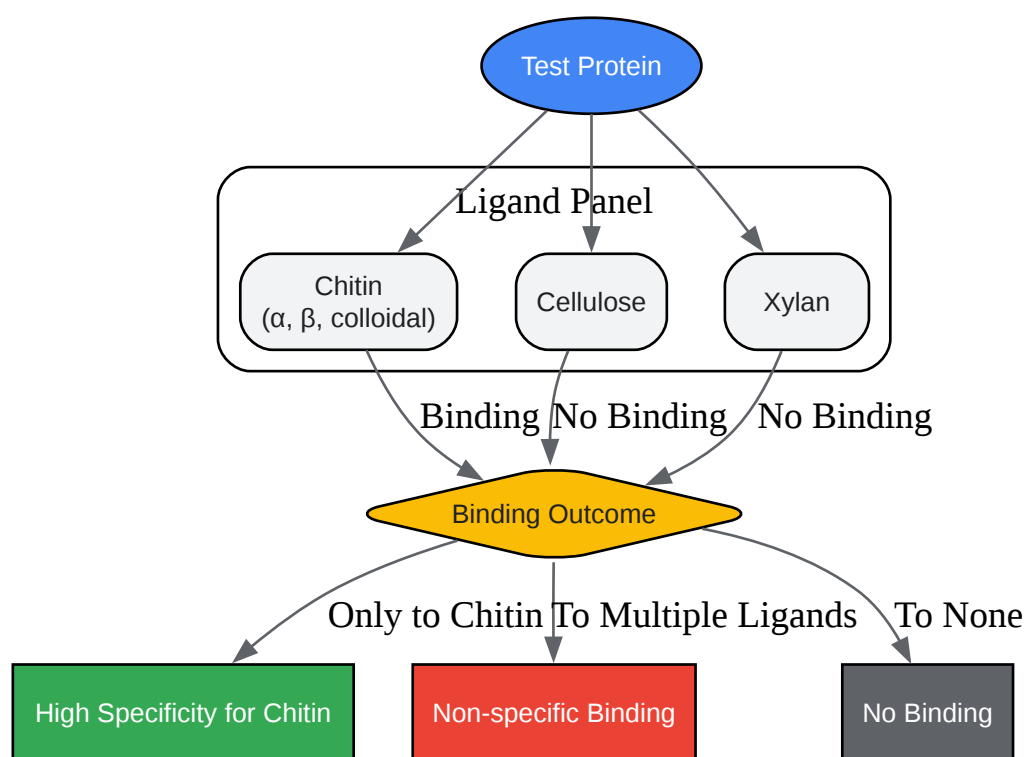 Test Protein
Ligand Panel
Chitin
(α, β, colloidal)
Cellulose
Xylan
Binding
No Binding
No Binding
Binding Outcome
Only to Chitin
To Multiple Ligands
To None
High Specificity for Chitin
Non-specific Binding
No Binding